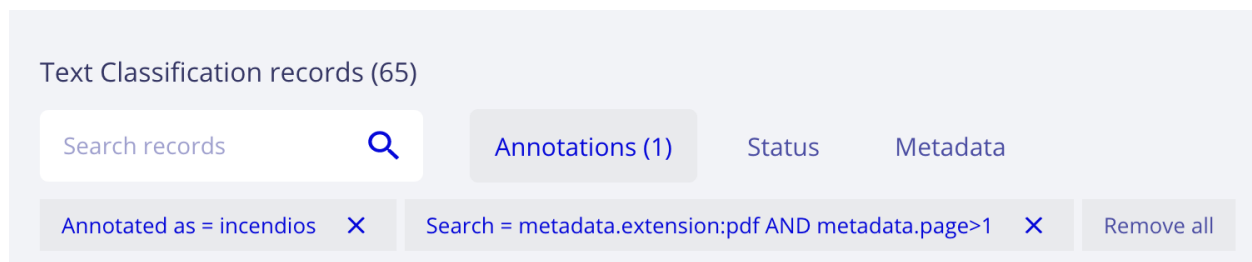 Text Classification records (65)
Search records Annotations (1) Status Metadata
Annotated as = incendios Search = metadata.extension:pdf AND metadata.page>1 Remove all